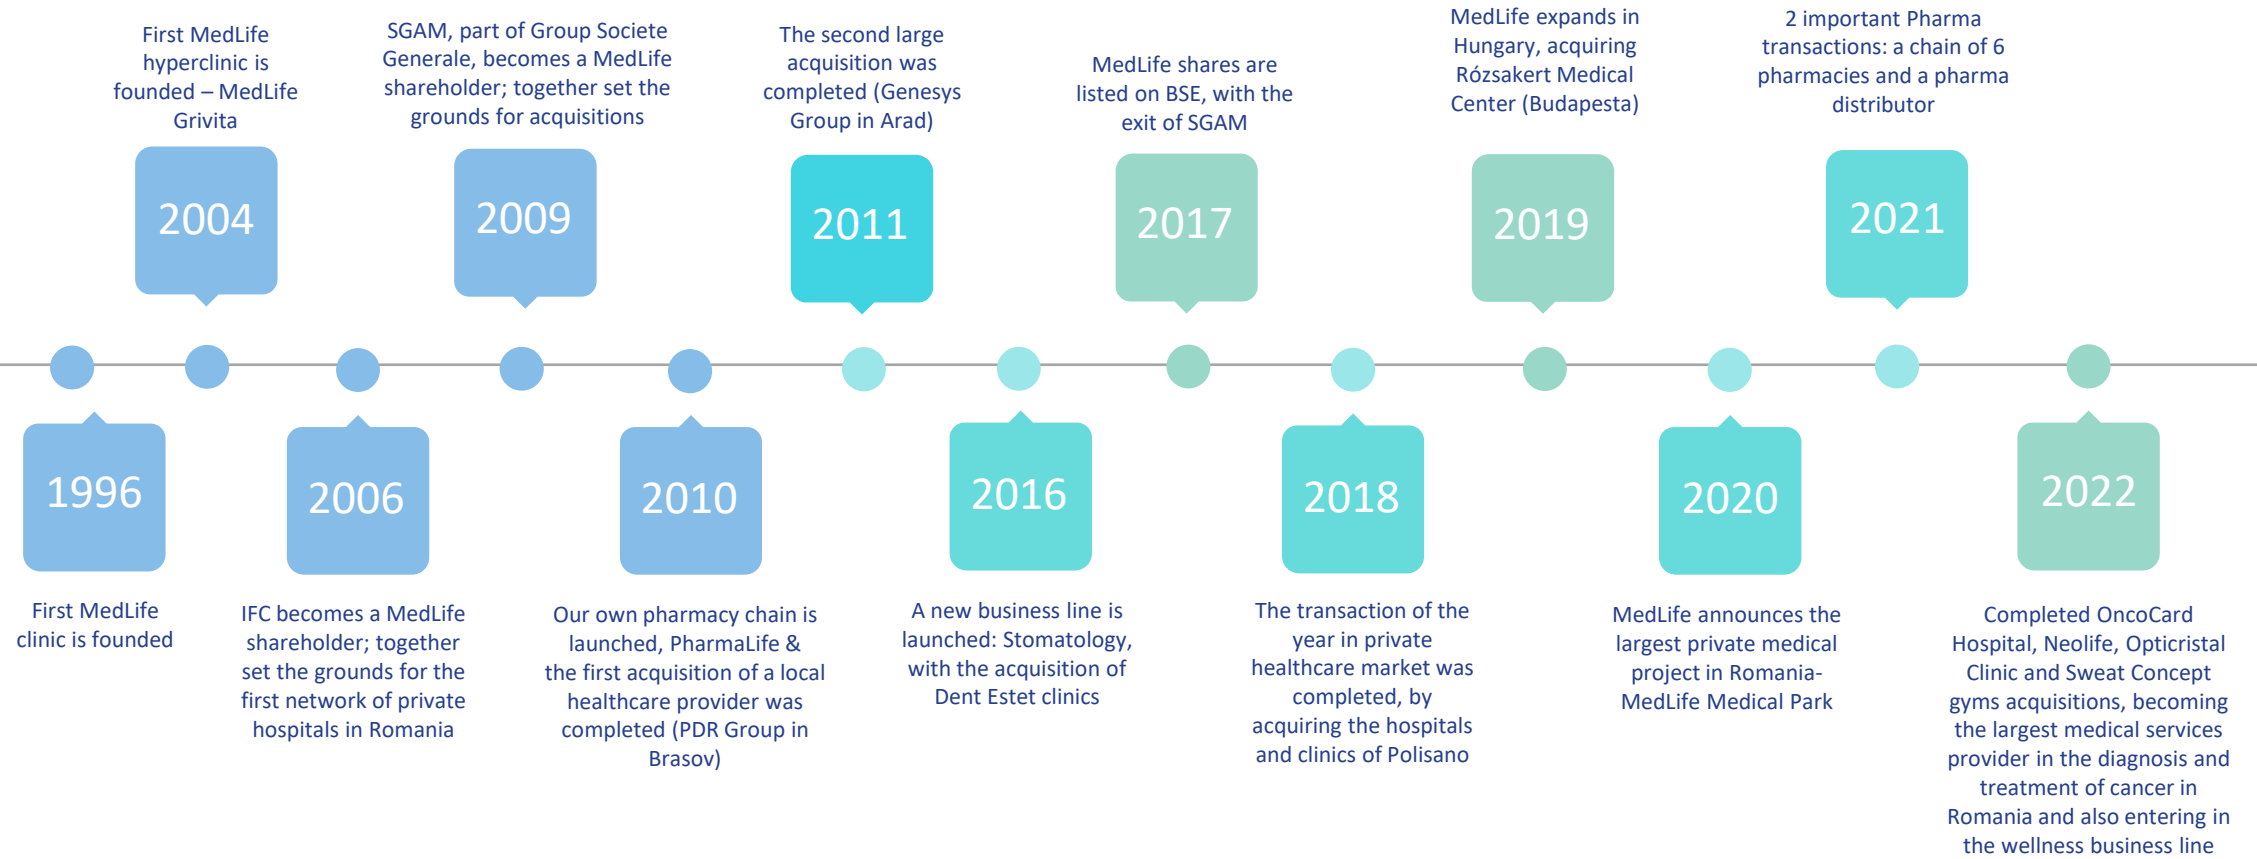 First MedLife
hyperclinic is
founded – MedLife
Grivita
2004
SGAM, part of Group Societe
Generale, becomes a MedLife
shareholder; together set the
grounds for acquisitions
2009
The second large
acquisition was
completed (Genesys
Group in Arad)
2011
MedLife shares are
listed on BSE, with the
exit of SGAM
2017
MedLife expands in
Hungary, acquiring
Rózsakert Medical
Center (Budapesta)
2019
2 important Pharma
transactions: a chain of 6
pharmacies and a pharma
distributor
2021
1996
First MedLife
clinic is founded
2006
IFC becomes a MedLife
shareholder; together
set the grounds for the
first network of private
hospitals in Romania
2010
Our own pharmacy chain is
launched, PharmaLife &
the first acquisition of a local
healthcare provider was
completed (PDR Group in
Brasov)
2016
A new business line is
launched: Stomatology,
with the acquisition of
Dent Estet clinics
2018
The transaction of the
year in private
healthcare market was
completed, by
acquiring the hospitals
and clinics of Polisano
2020
MedLife announces the
largest private medical
project in Romania-
MedLife Medical Park
2022
Completed OncoCard
Hospital, Neolife, Opticristal
Clinic and Sweat Concept
gyms acquisitions, becoming
the largest medical services
provider in the diagnosis and
treatment of cancer in
Romania and also entering in
the wellness business line